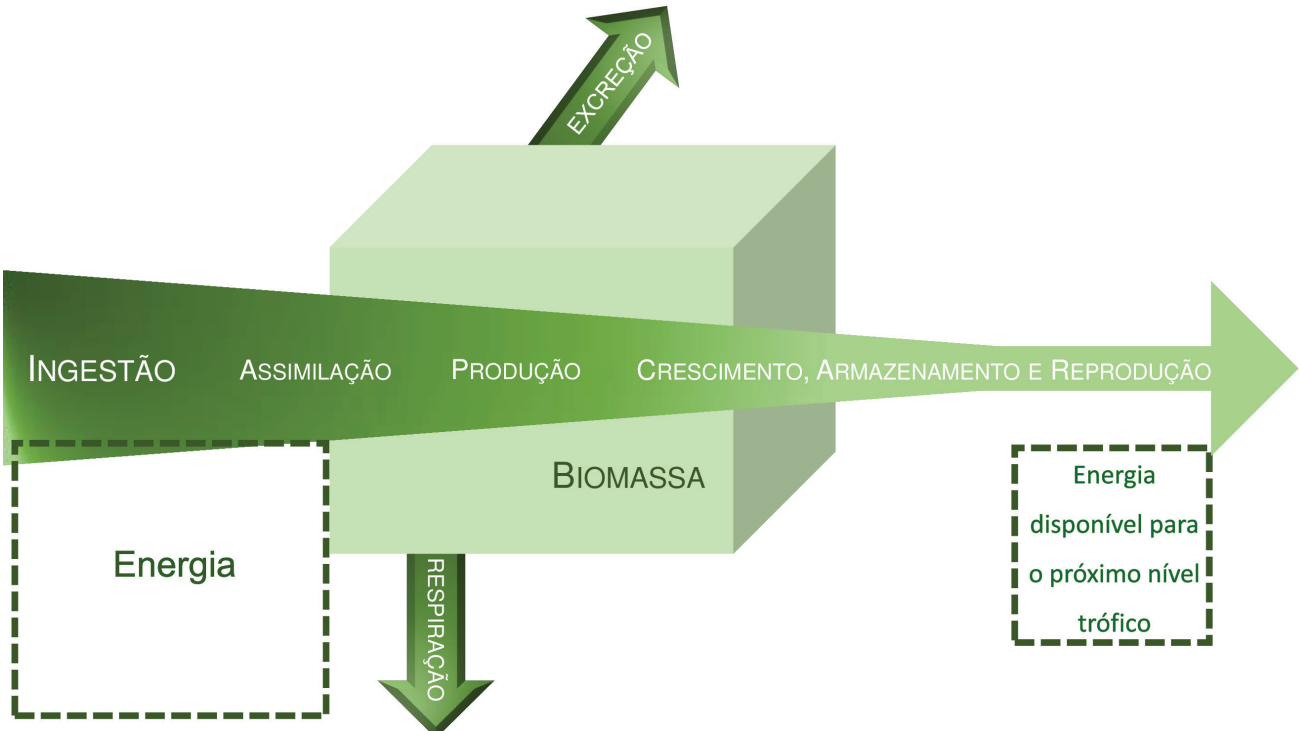 EXCREÇÃO
INGESTÃO
ASSIMILAÇÃO
PRODUÇÃO
CRESCIMENTO, ARMAZENAMENTO E REPRODUÇÃO
BIOMASSA
Energia
RESPIRAÇÃO
Energia
disponível para
o próximo nível
trófico